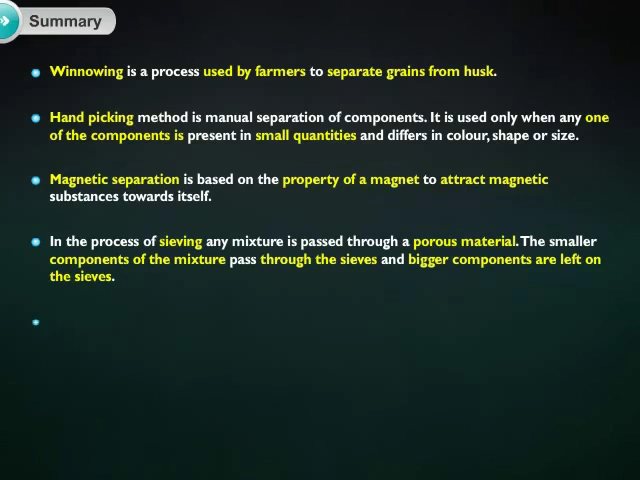 Summary
Winnowing is a process used by farmers to separate grains from husk.
Hand picking method is manual separation of components. It is used only when any one
of the components is present in small quantities and differs in colour, shape or size.
Magnetic separation is based on the property of a magnet to attract magnetic
substances towards itself.
In the process of sieving any mixture is passed through a porous material. The smaller
components of the mixture pass through the sieves and bigger components are left on
the sieves.